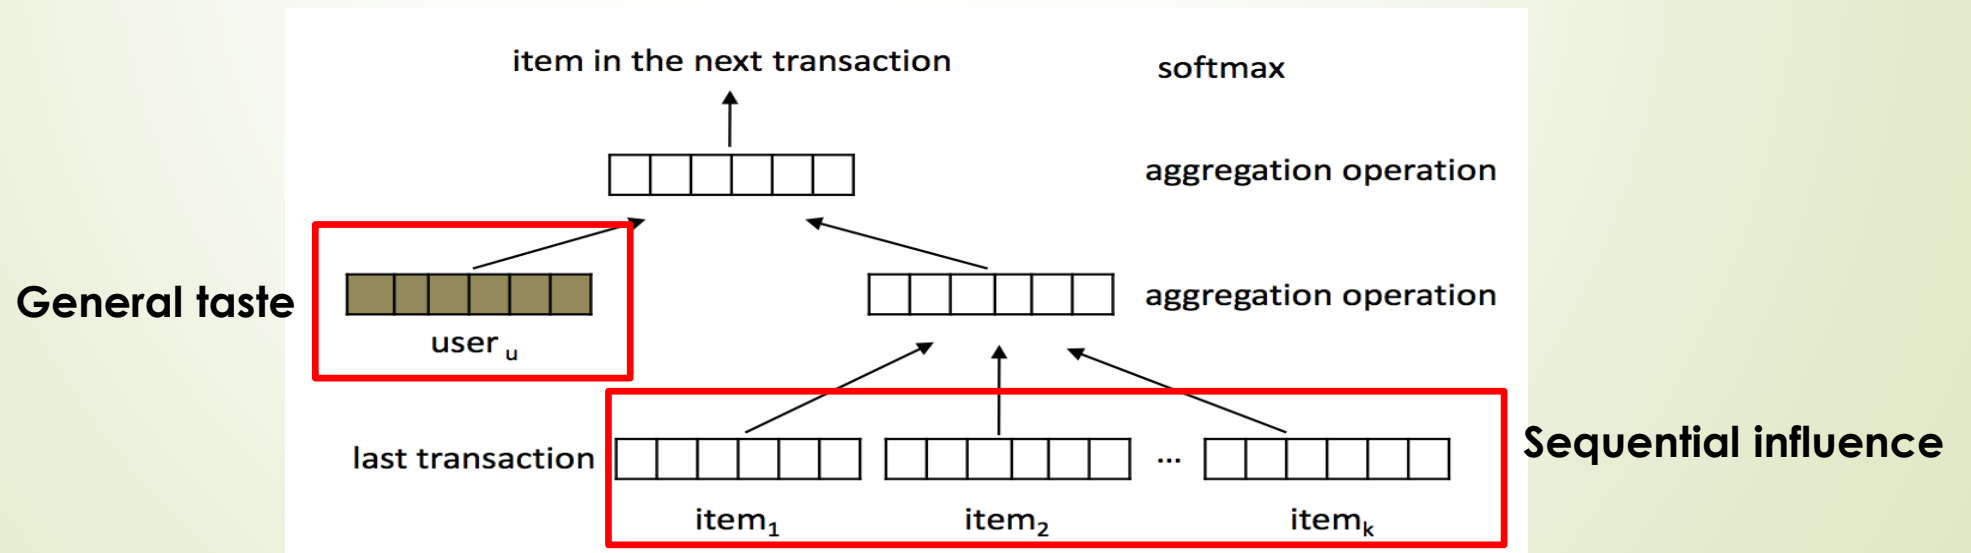 item in the next transaction
softmax
aggregation operation
General taste
user u
aggregation operation
last transaction
...
Sequential influence
item1
item2
itemk